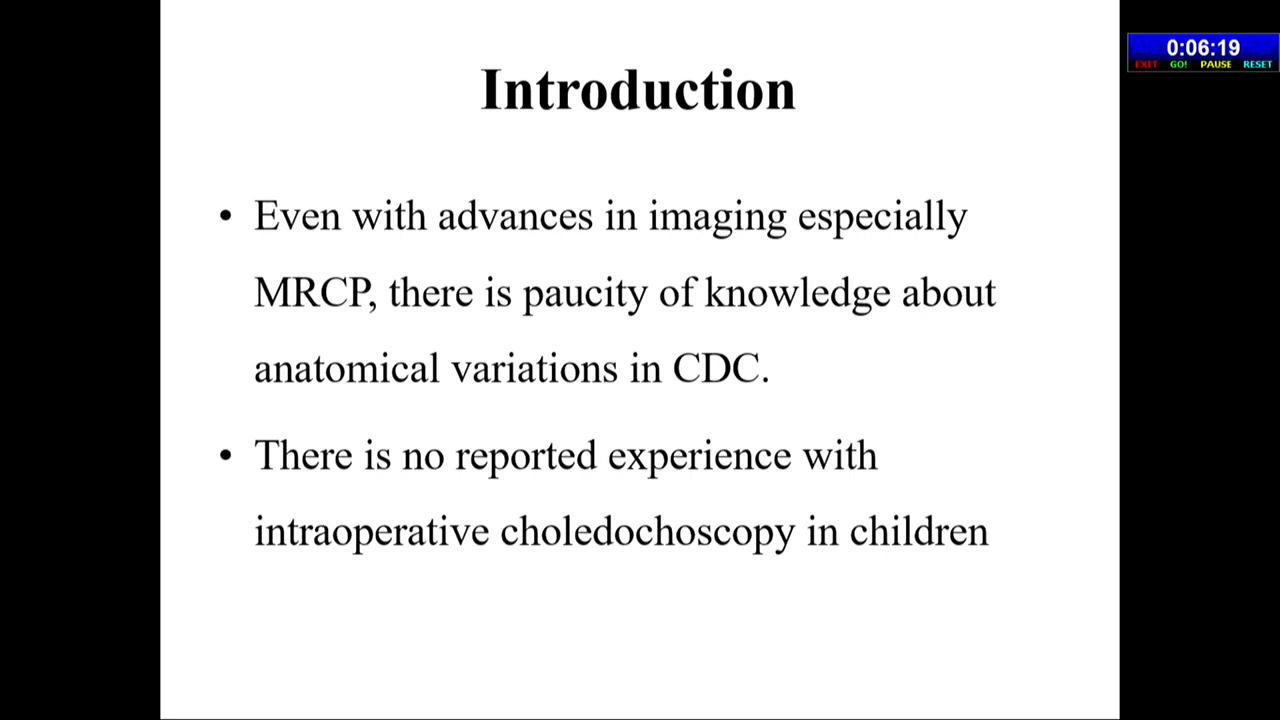 0:06:19
EXIT GO! PAUSE RESET
Introduction
• Even with advances in imaging especially
MRCP, there is paucity of knowledge about
anatomical variations in CDC.
• There is no reported experience with
intraoperative choledochoscopy in children